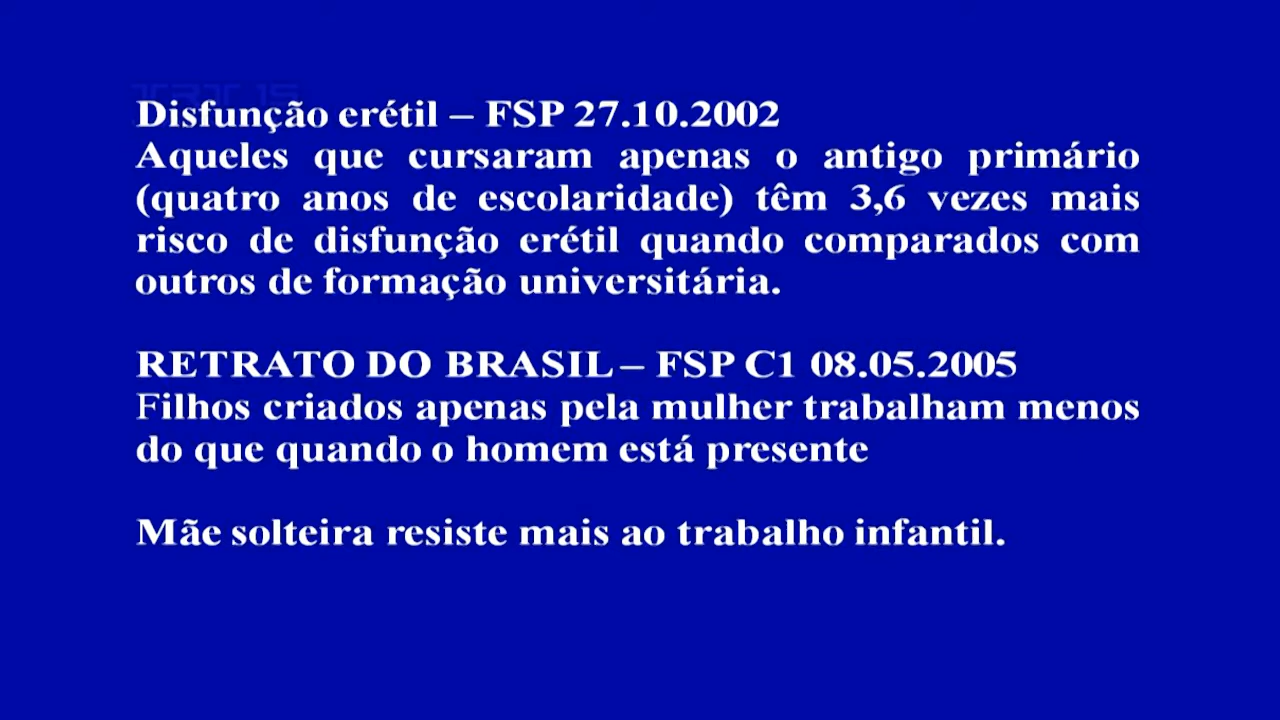 TRT 15
Disfunção erétil – FSP 27.10.2002
Aqueles que cursaram apenas o antigo primário
(quatro anos de escolaridade) têm 3,6 vezes mais
risco de disfunção erétil quando comparados com
outros de formação universitária.
RETRATO DO BRASIL – FSP C1 08.05.2005
Filhos criados apenas pela mulher trabalham menos
do que quando o homem está presente
Mãe solteira resiste mais ao trabalho infantil.